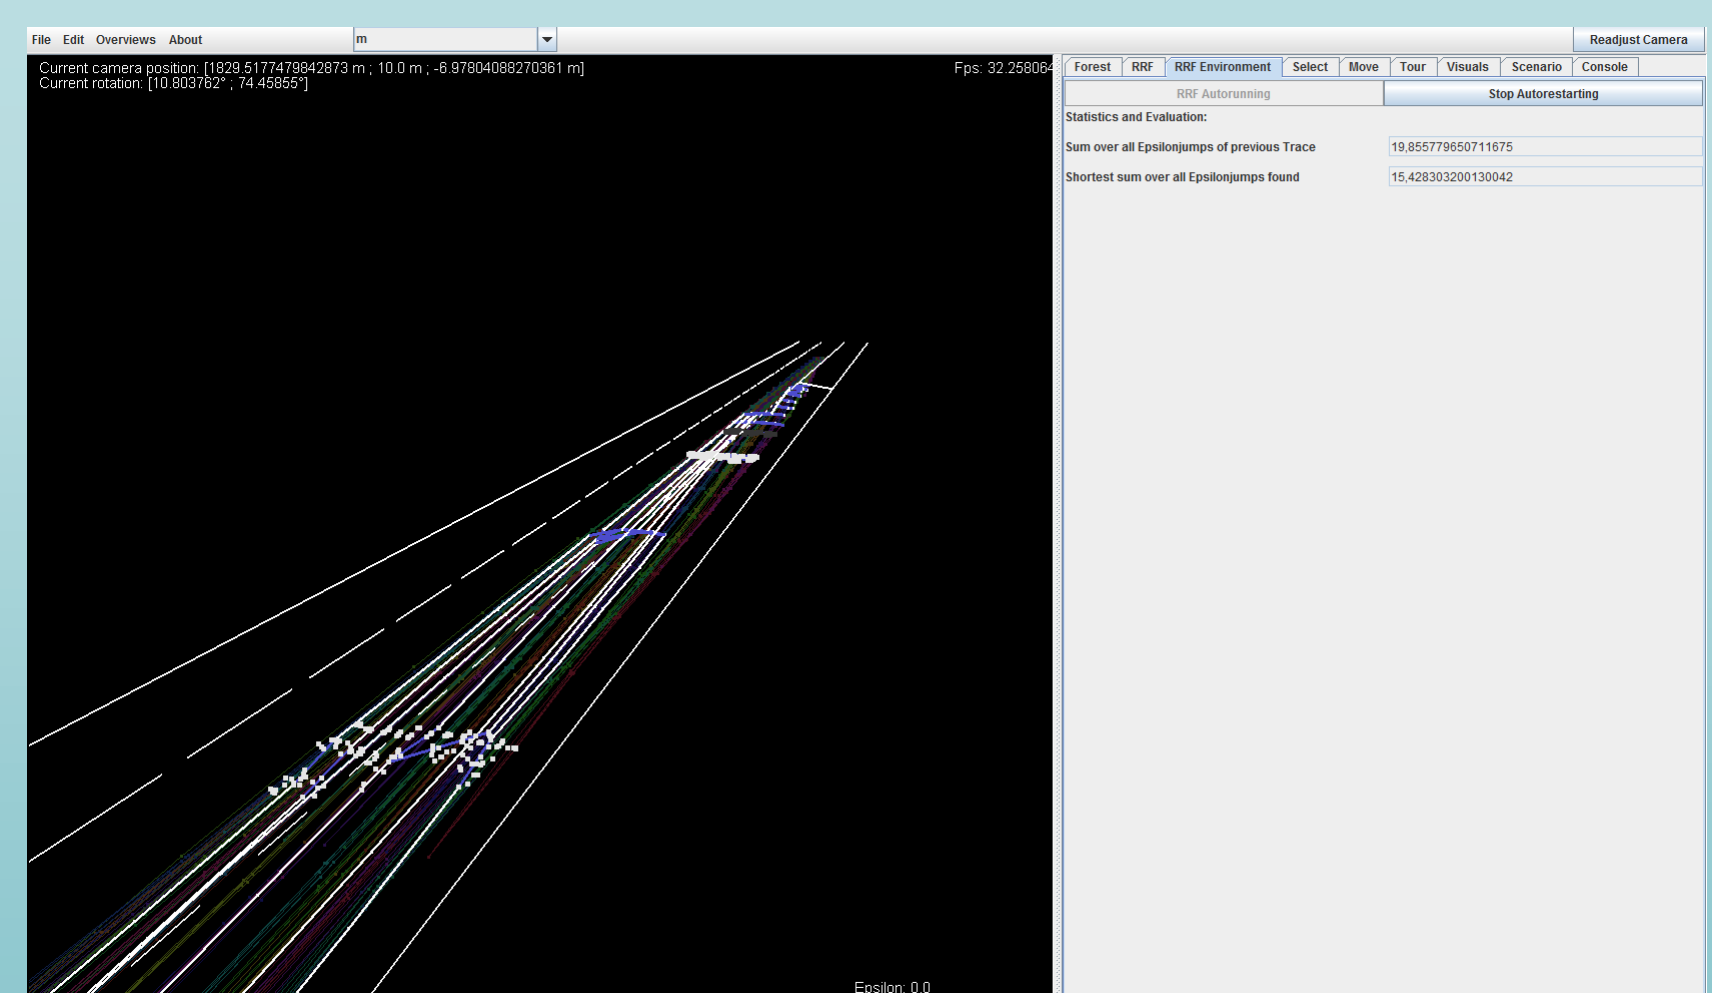 File Edit Overviews About m Readjust Camera
Current camera position: [1829.5177479842873 m ; 10.0 m ; -6.97804088270361 m] Fps: 32.258064
Current rotation: [10.803762° ; 74.45855°]
Forest RRF RRF Environment Select Move Tour Visuals Scenario Console
RRF Autorunning Stop Autorestarting
Statistics and Evaluation:
Sum over all Epsilonjumps of previous Trace 19,855779650711675
Shortest sum over all Epsilonjumps found 15,428303200130042
Epsilon: 0.0